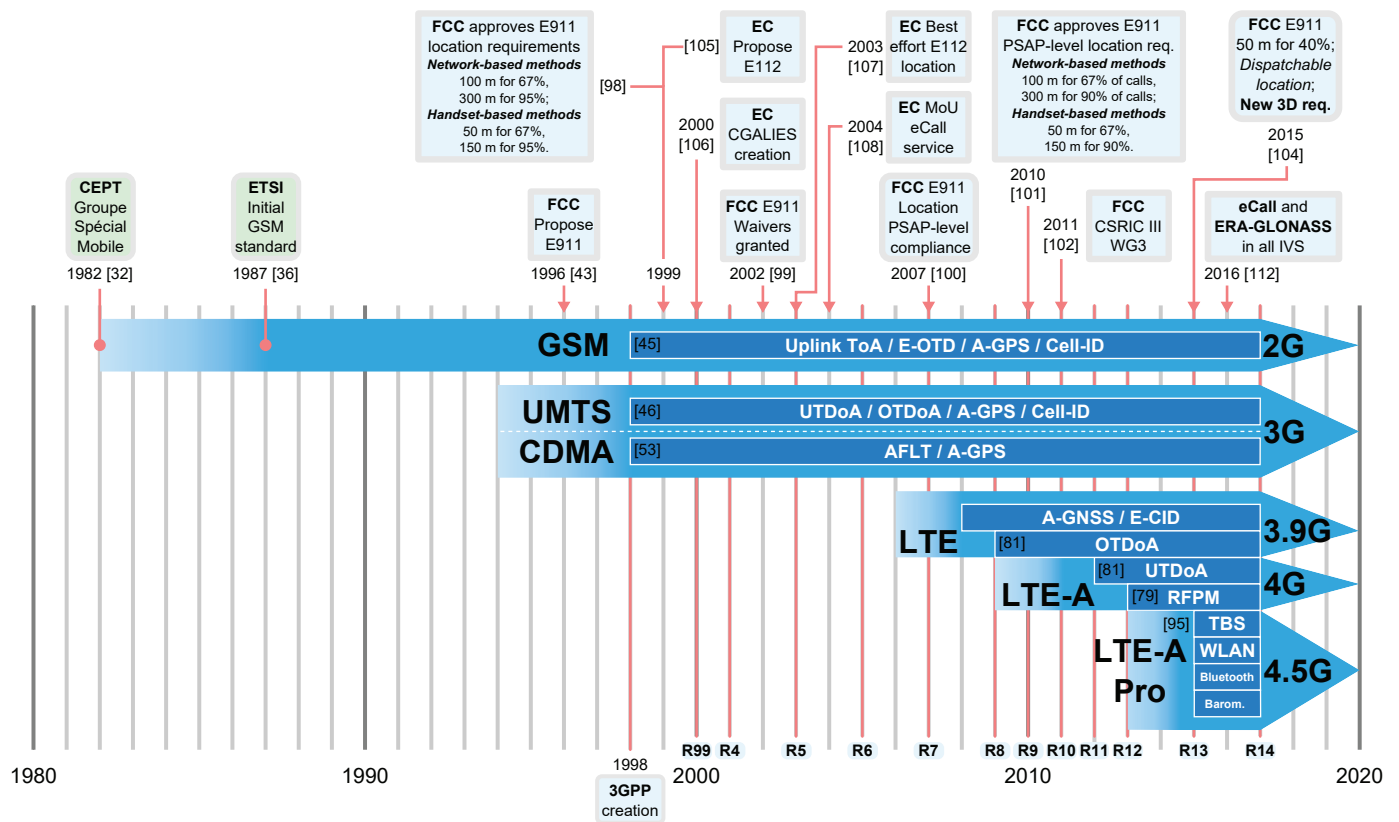 FCC approves E911
location requirements
Network-based methods
100 m for 67%,
300 m for 95%;
Handset-based methods
50 m for 67%,
150 m for 95%.
[98]
[105]
EC
Propose
E112
2000
[106]
EC
CGALIES
creation
2003
[107]
EC Best
effort E112
location
2004
[108]
EC MoU
eCall
service
FCC approves E911
PSAP-level location req.
Network-based methods
100 m for 67% of calls,
300 m for 90% of calls;
Handset-based methods
50 m for 67%,
150 m for 90%.
2010
[101]
FCC E911
50 m for 40%;
Dispatchable
location;
New 3D req.
2015
[104]
CEPT
Groupe
Spécial
Mobile
1982 [32]
ETSI
Initial
GSM
standard
1987 [36]
FCC
Propose
E911
1996 [43]
1999
FCC E911
Waivers
granted
2002 [99]
FCC E911
Location
PSAP-level
compliance
2007 [100]
2011
[102]
FCC
CSRIC III
WG3
eCall and
ERA-GLONASS
in all IVS
2016 [112]
GSM
[45]
Uplink ToA / E-OTD / A-GPS / Cell-ID
2G
UMTS
[46]
UTDoA / OTDoA / A-GPS / Cell-ID
CDMA
[53]
AFLT / A-GPS
3G
LTE
A-GNSS / E-CID
[81]
OTDoA
3.9G
LTE-A
[81]
UTDoA
[79]
RFPM
4G
LTE-A
Pro
[95]
TBS
WLAN
Bluetooth
Barom.
4.5G
R99
R4
R5
R6
R7
R8
R9
R10
R11
R12
R13
R14
1980
1990
1998
2000
2010
2020
3GPP
creation